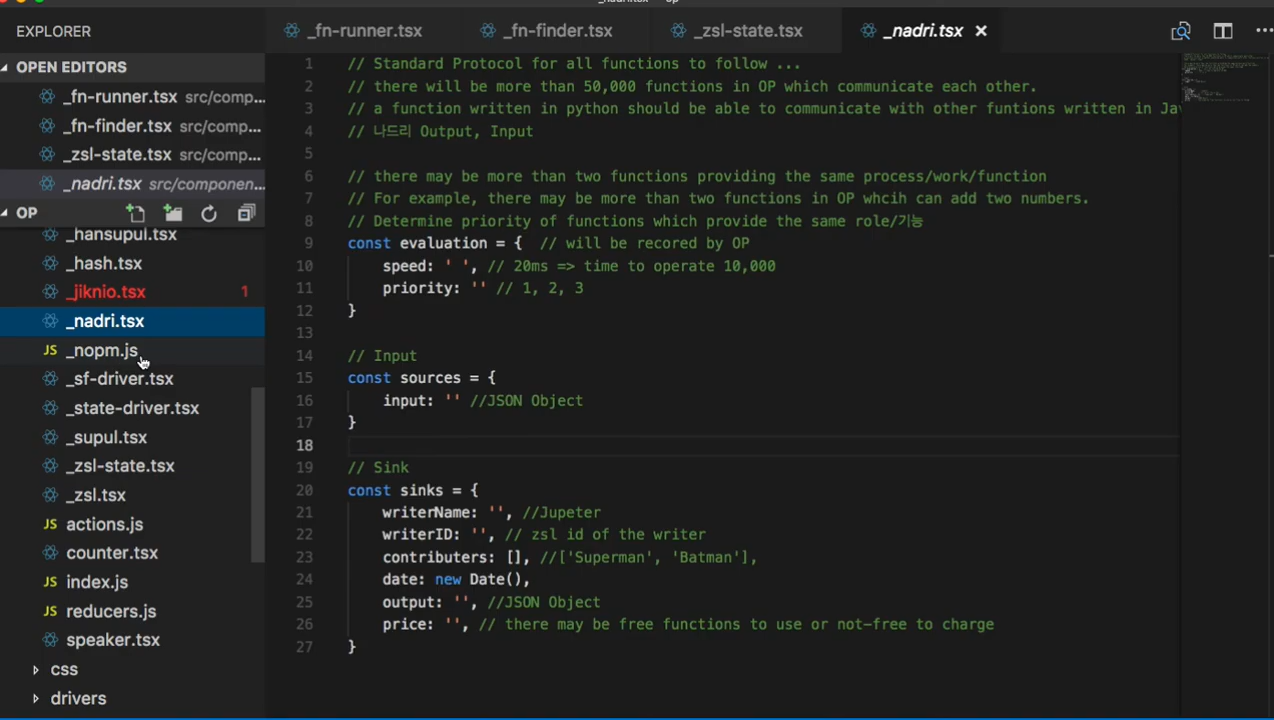 EXPLORER
OPEN EDITORS
_fn-runner.tsx src/comp...
_fn-finder.tsx src/comp...
_zsl-state.tsx src/comp...
_nadri.tsx src/componen...
OP
_hansupul.tsx
_hash.tsx
_jiknio.tsx 1
_nadri.tsx
JS _nopm.js
_sf-driver.tsx
_state-driver.tsx
_supul.tsx
_zsl-state.tsx
_zsl.tsx
JS actions.js
counter.tsx
JS index.js
JS reducers.js
speaker.tsx
css
drivers
_fn-runner.tsx _fn-finder.tsx _zsl-state.tsx _nadri.tsx
1 // Standard Protocol for all functions to follow ...
2 // there will be more than 50,000 functions in OP which communicate each other.
3 // a function written in python should be able to communicate with other funtions written in Ja
4 // 나드리 Output, Input
5
6 // there may be more than two functions providing the same process/work/function
7 // For example, there may be more than two functions in OP whcih can add two numbers.
8 // Determine priority of functions which provide the same role/기능
9 const evaluation = { // will be recored by OP
10 speed: ' ', // 20ms => time to operate 10,000
11 priority: '' // 1, 2, 3
12 }
13
14 // Input
15 const sources = {
16 input: '' //JSON Object
17 }
18
19 // Sink
20 const sinks = {
21 writerName: '', //Jupeter
22 writerID: '', // zsl id of the writer
23 contributers: [], //['Superman', 'Batman'],
24 date: new Date(),
25 output: '', //JSON Object
26 price: '', // there may be free functions to use or not-free to charge
27 }